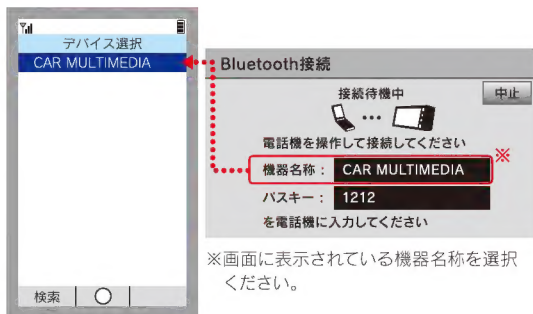 デバイス選択
CAR MULTIMEDIA
検索
Bluetooth接続
接続待機中
中止
電話機を操作して接続してください
※
機器名称： CAR MULTIMEDIA
パスキー： 1212
を電話機に入力してください
※画面に表示されている機器名称を選択
ください。